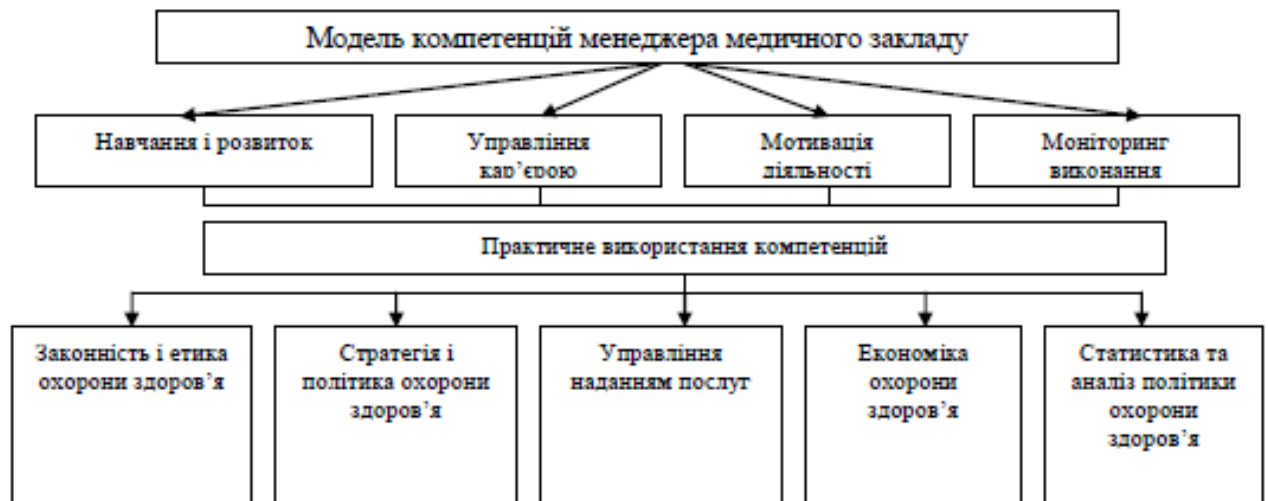 Модель компетенцій менеджера медичного закладу
Навчання і розвиток
Управління
кар’єрою
Мотивація
діяльності
Моніторинг
виконання
Практичне використання компетенцій
Законність і етика
охорони здоров’я
Стратегія і
політика охорони
здоров’я
Управління
наданням послуг
Економіка
охорони
здоров’я
Статистика та
аналіз політики
охорони
здоров’я